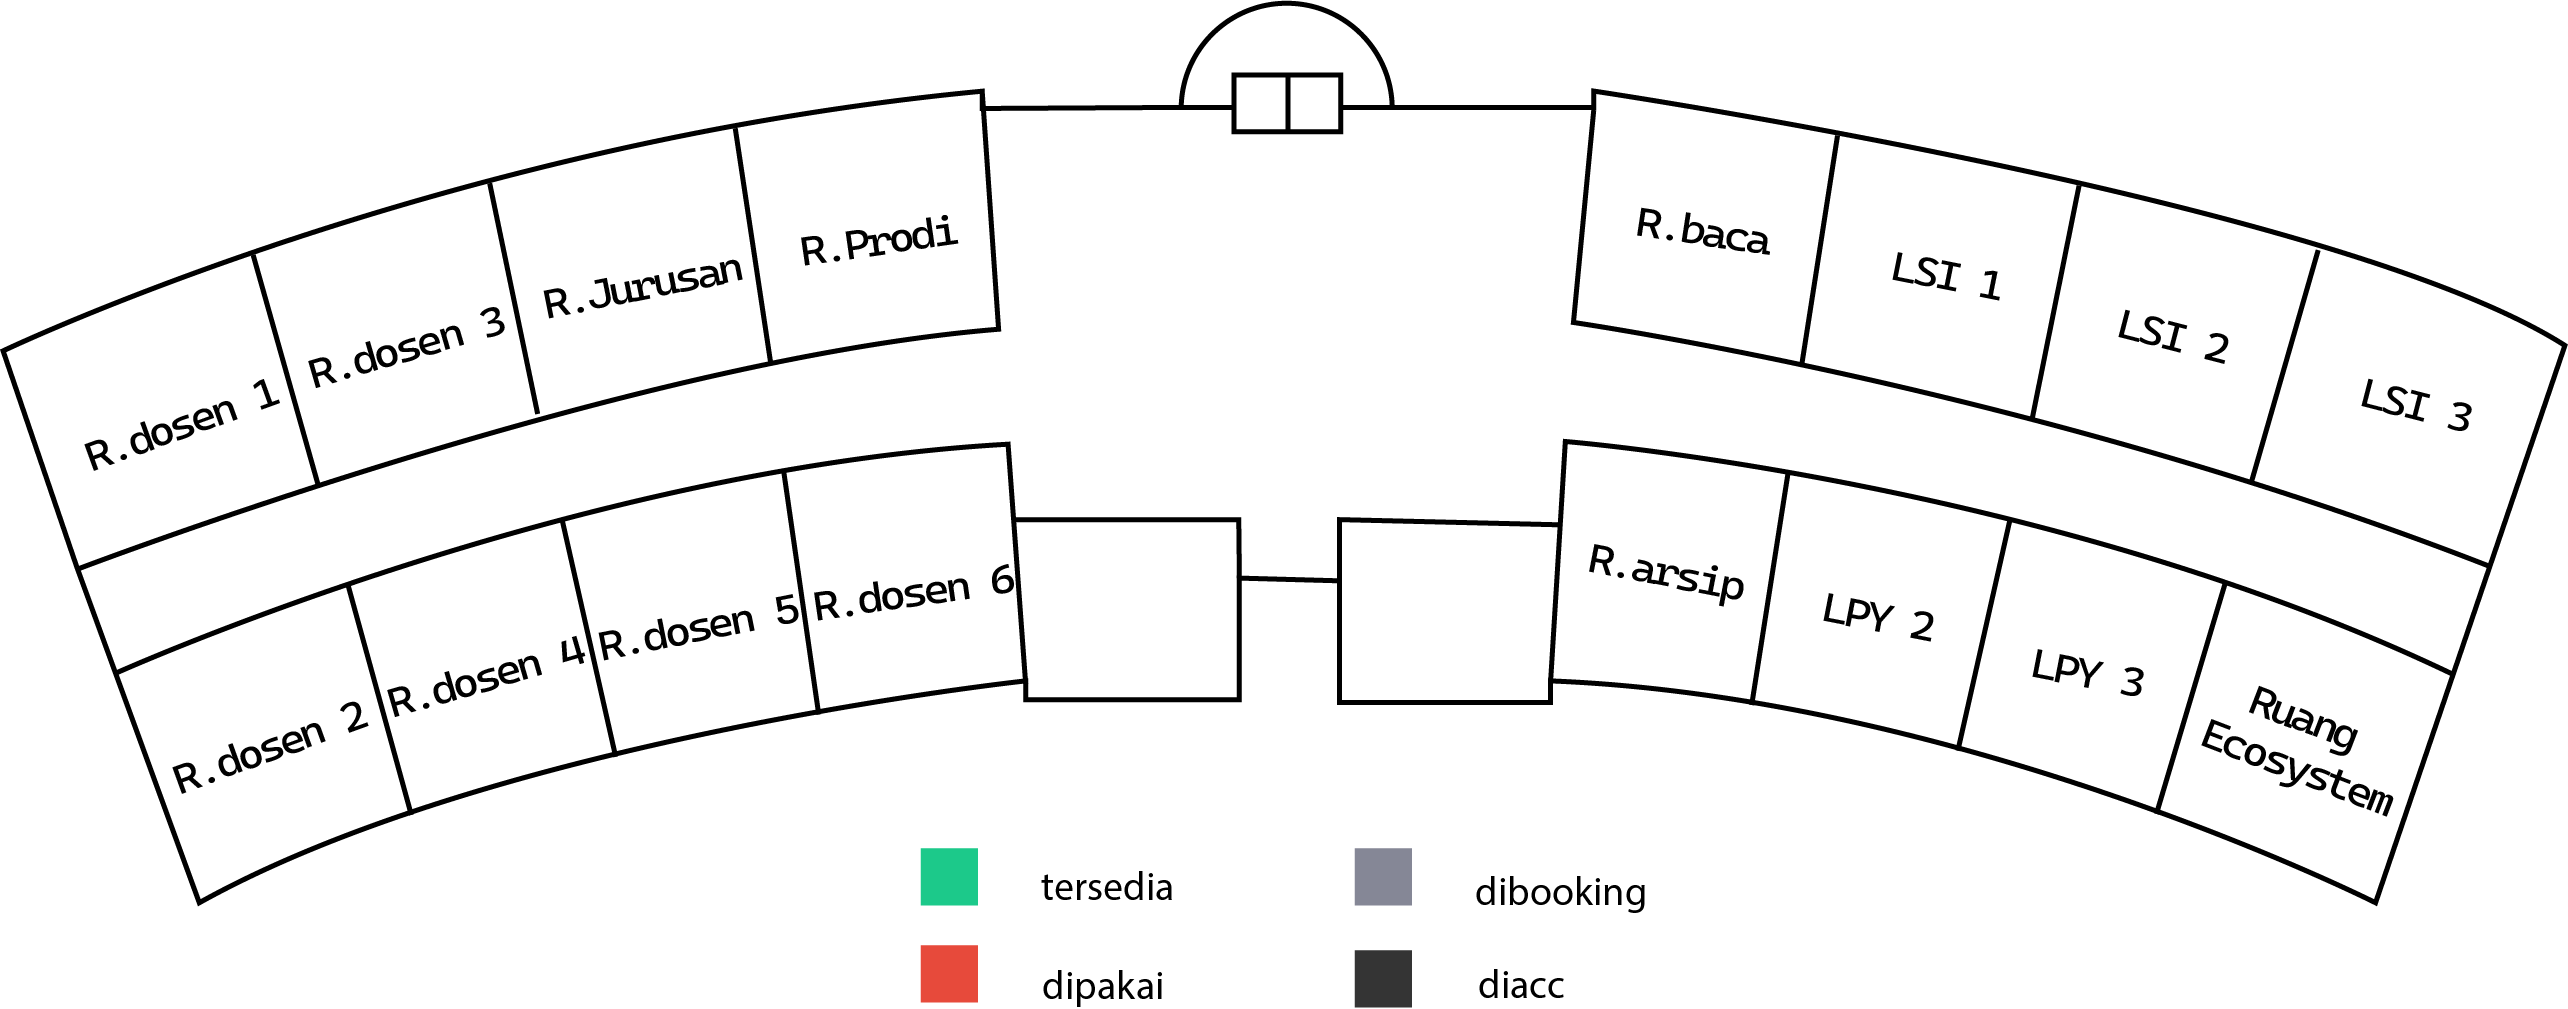 R.dosen 1
R.dosen 3
R.Jurusan
R.Prodi
R.baca
LSI 1
LSI 2
LSI 3
R.dosen 2
R.dosen 4
R.dosen 5
R.dosen 6
R.arsip
LPY 2
LPY 3
Ruang
Ecosystem
tersedia
dibooking
dipakai
diacc